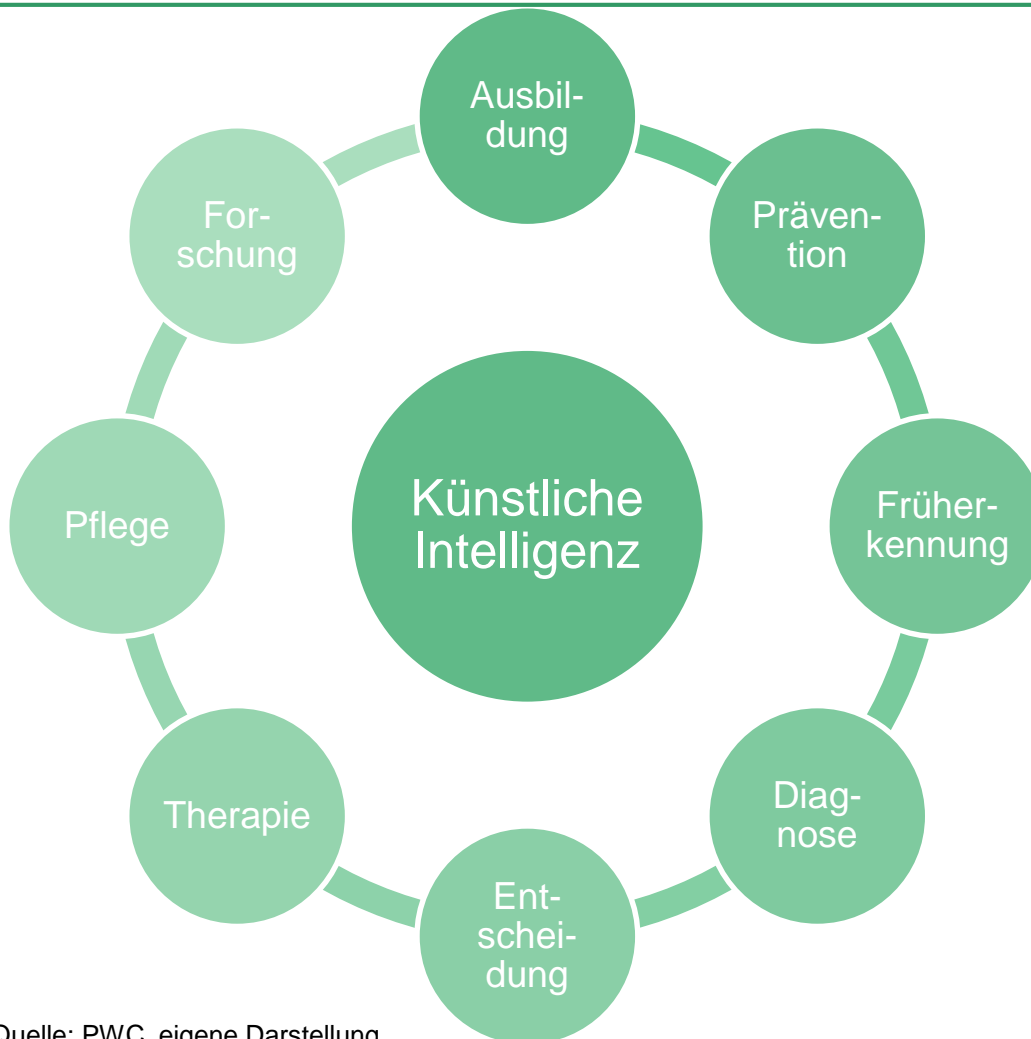 Ausbil-
dung
Präven-
tion
Früher-
kennung
Diag-
nose
Ent-
schei-
dung
Therapie
Pflege
For-
schung
Künstliche
Intelligenz
Quelle: PWC, eigene Darstellung